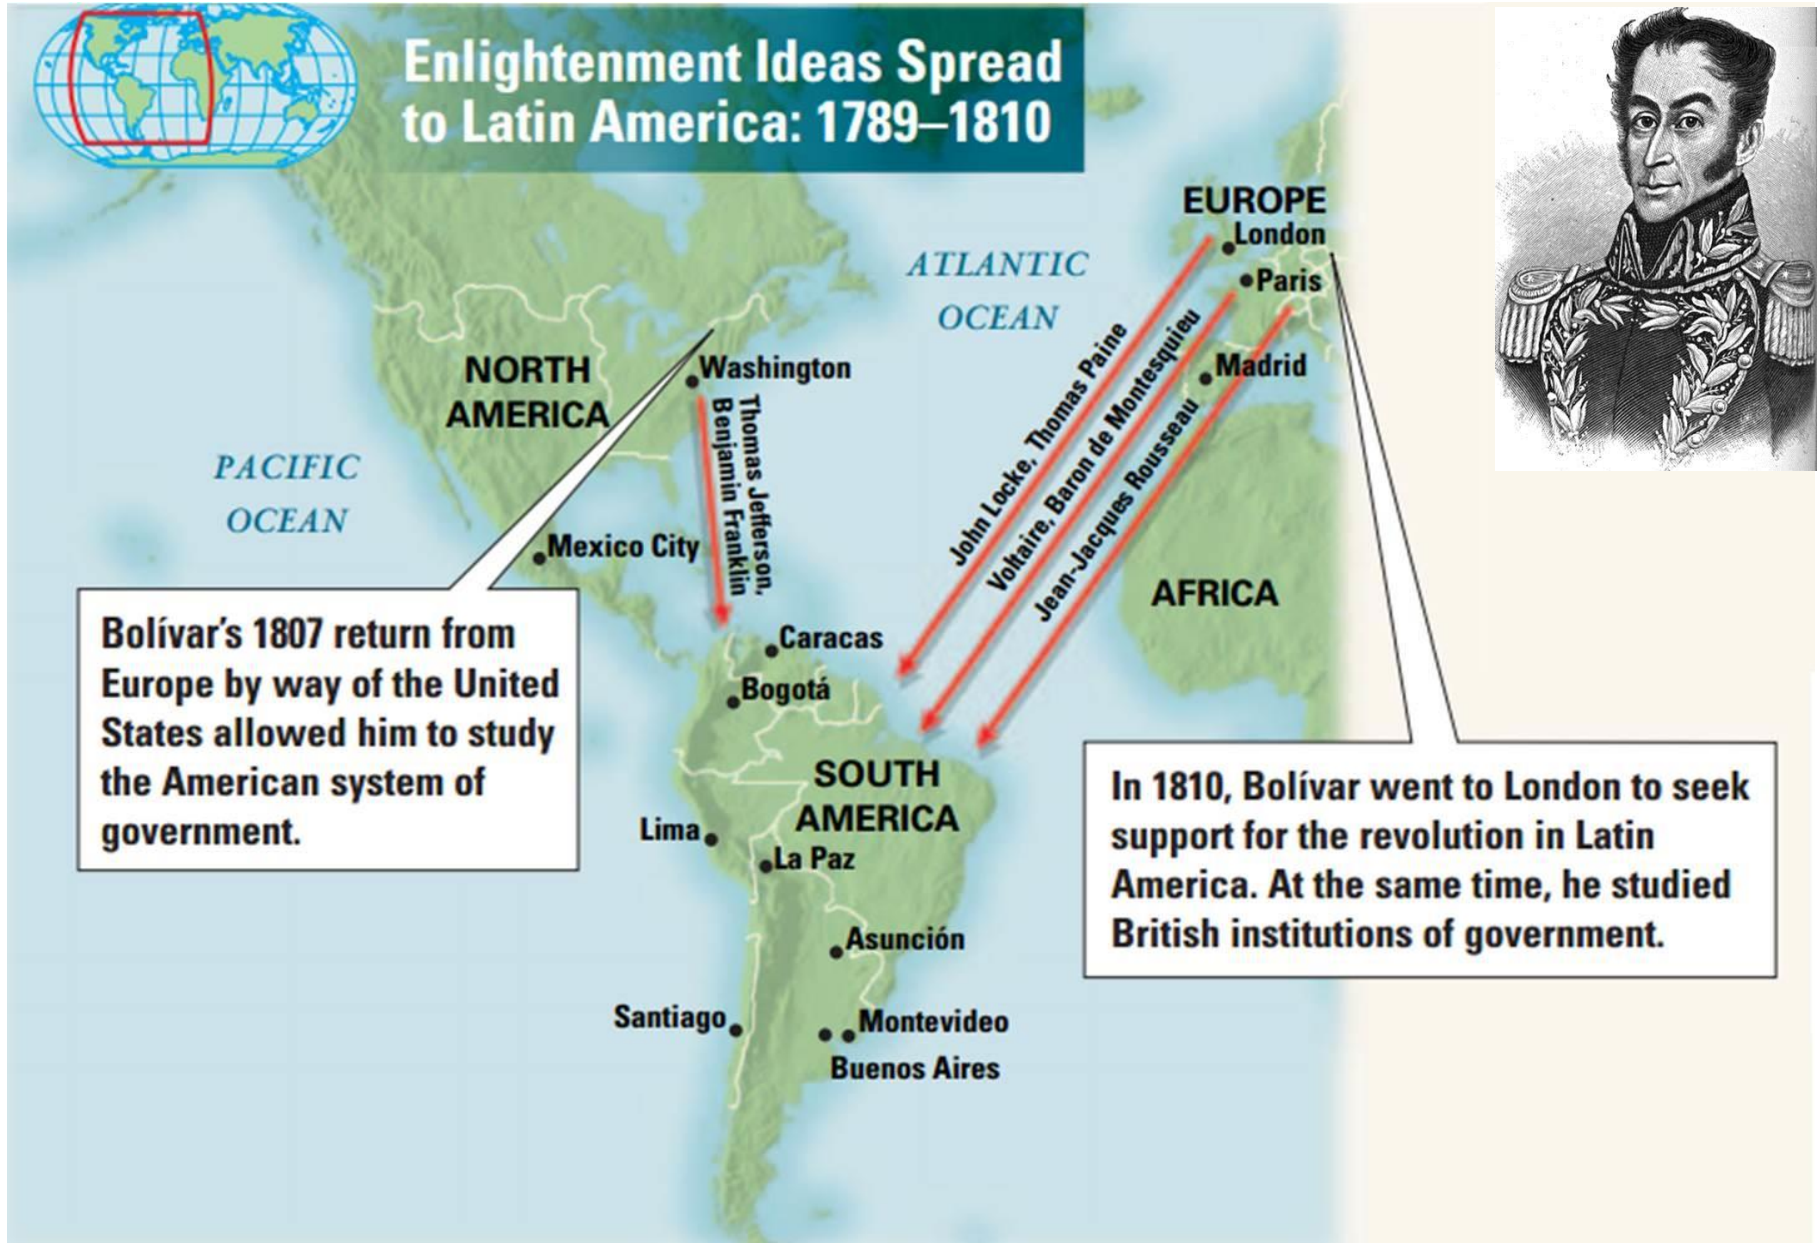 Enlightenment Ideas Spread
to Latin America: 1789–1810
EUROPE
London
Paris
Madrid
ATLANTIC
OCEAN
NORTH
AMERICA
Washington
PACIFIC
OCEAN
Mexico City
Thomas Jefferson,
Benjamin Franklin
John Locke, Thomas Paine
Voltaire, Baron de Montesquieu
Jean-Jacques Rousseau
AFRICA
Bolívar's 1807 return from
Europe by way of the United
States allowed him to study
the American system of
government.
Caracas
Bogotá
SOUTH
AMERICA
Lima
La Paz
In 1810, Bolívar went to London to seek
support for the revolution in Latin
America. At the same time, he studied
British institutions of government.
Asunción
Santiago
Montevideo
Buenos Aires